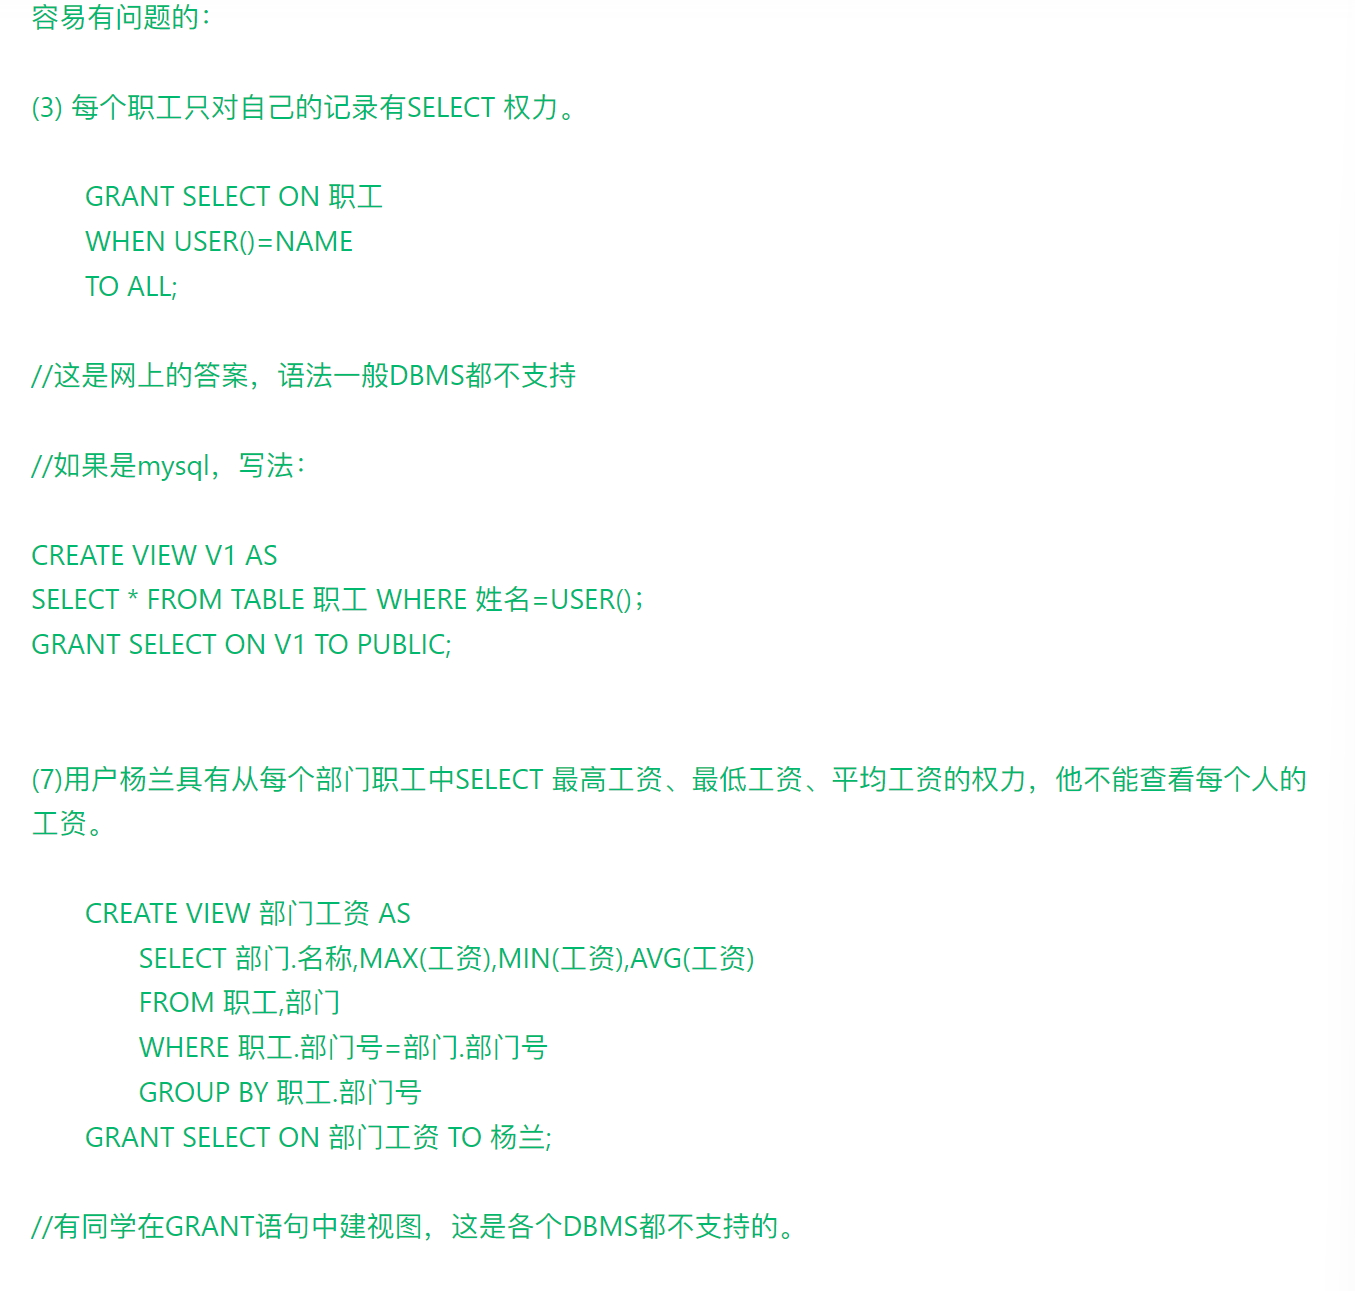 容易有问题的：
(3) 每个职工只对自己的记录有SELECT 权力。
GRANT SELECT ON 职工
WHEN USER()=NAME
TO ALL;
//这是网上的答案，语法一般DBMS都不支持
//如果是mysql，写法：
CREATE VIEW V1 AS
SELECT * FROM TABLE 职工 WHERE 姓名=USER()；
GRANT SELECT ON V1 TO PUBLIC;
(7)用户杨兰具有从每个部门职工中SELECT 最高工资、最低工资、平均工资的权力，他不能查看每个人的
工资。
CREATE VIEW 部门工资 AS
SELECT 部门.名称,MAX(工资),MIN(工资),AVG(工资)
FROM 职工,部门
WHERE 职工.部门号=部门.部门号
GROUP BY 职工.部门号
GRANT SELECT ON 部门工资 TO 杨兰;
//有同学在GRANT语句中建视图，这是各个DBMS都不支持的。